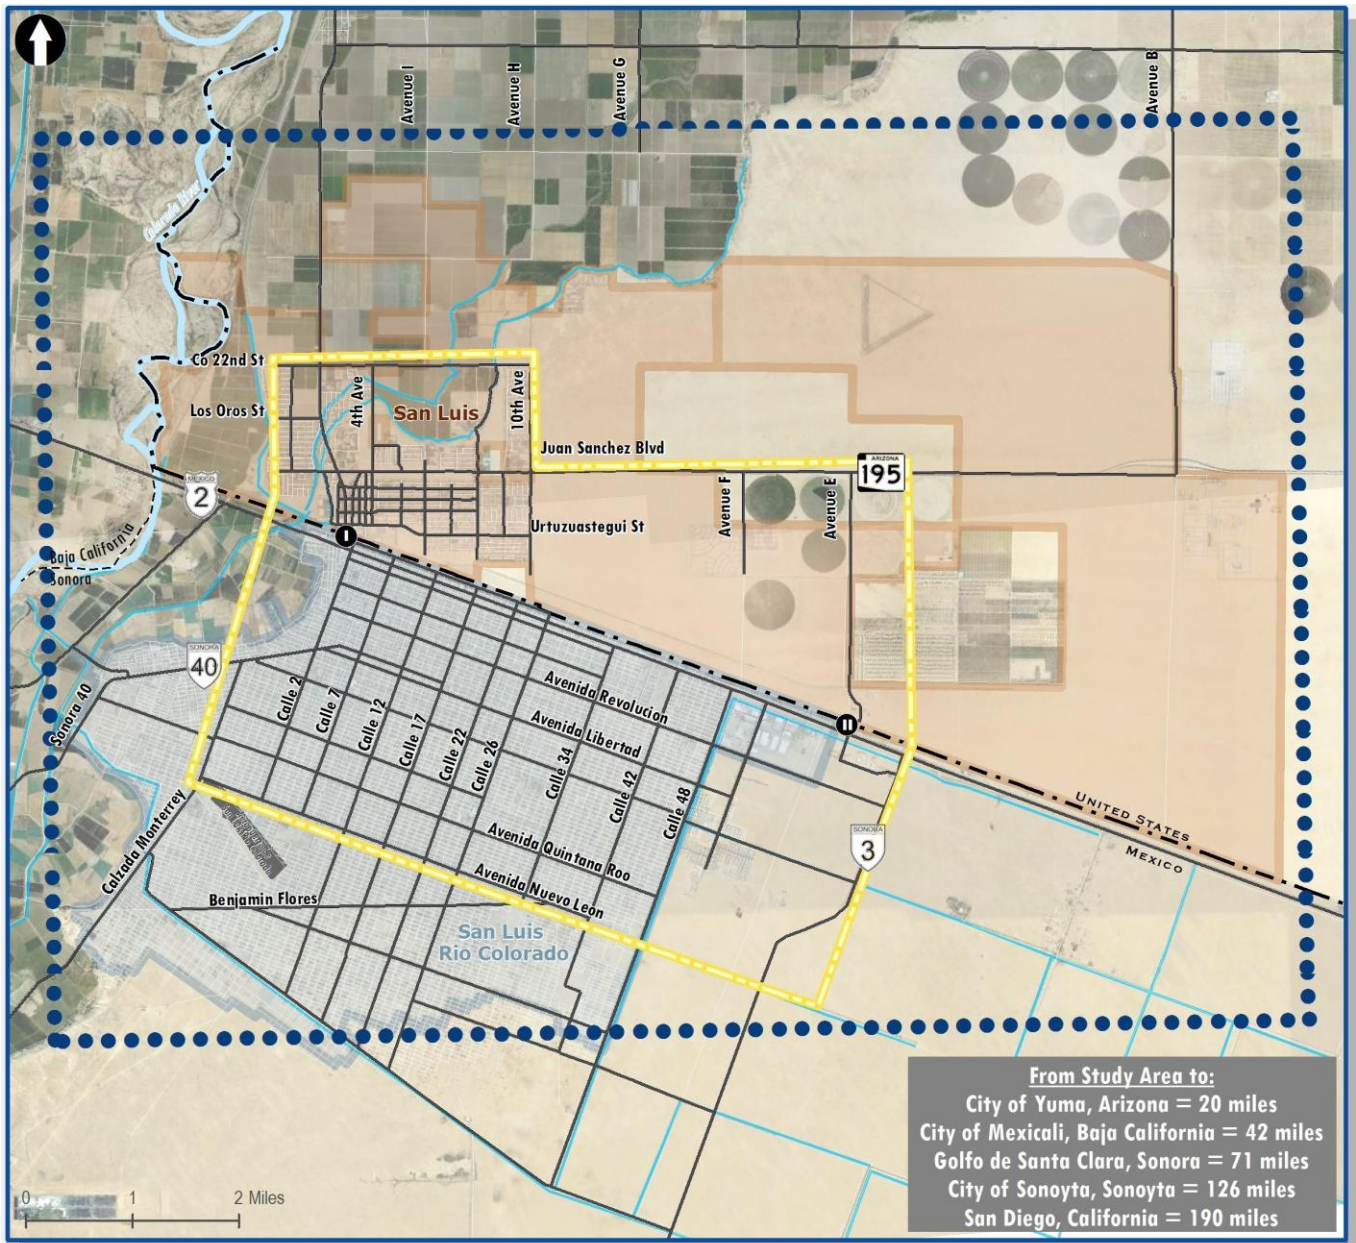 Avenue I
Avenue H
Avenue G
Avenue B
Colorado River
Co 22nd St
Los Oros St
4th Ave
San Luis
10th Ave
Juan Sanchez Blvd
ARIZONA
195
MEXICO
2
I
Urtuzuastegui St
Avenue F
Avenue E
Baja California
Sonora
SONORA
40
Sonora 40
Calle 2
Calle 7
Calle 12
Calle 17
Calle 22
Calle 26
Calle 34
Calle 42
Calle 48
Avenida Revolucion
Avenida Libertad
II
UNITED STATES
MEXICO
SONORA
3
Calzada Monterrey
Avenida Quintana Roo
Avenida Nuevo Leon
Benjamin Flores
San Luis
Rio Colorado
From Study Area to:
City of Yuma, Arizona = 20 miles
City of Mexicali, Baja California = 42 miles
Golfo de Santa Clara, Sonora = 71 miles
City of Sonoyta, Sonoyta = 126 miles
San Diego, California = 190 miles
0 1 2 Miles